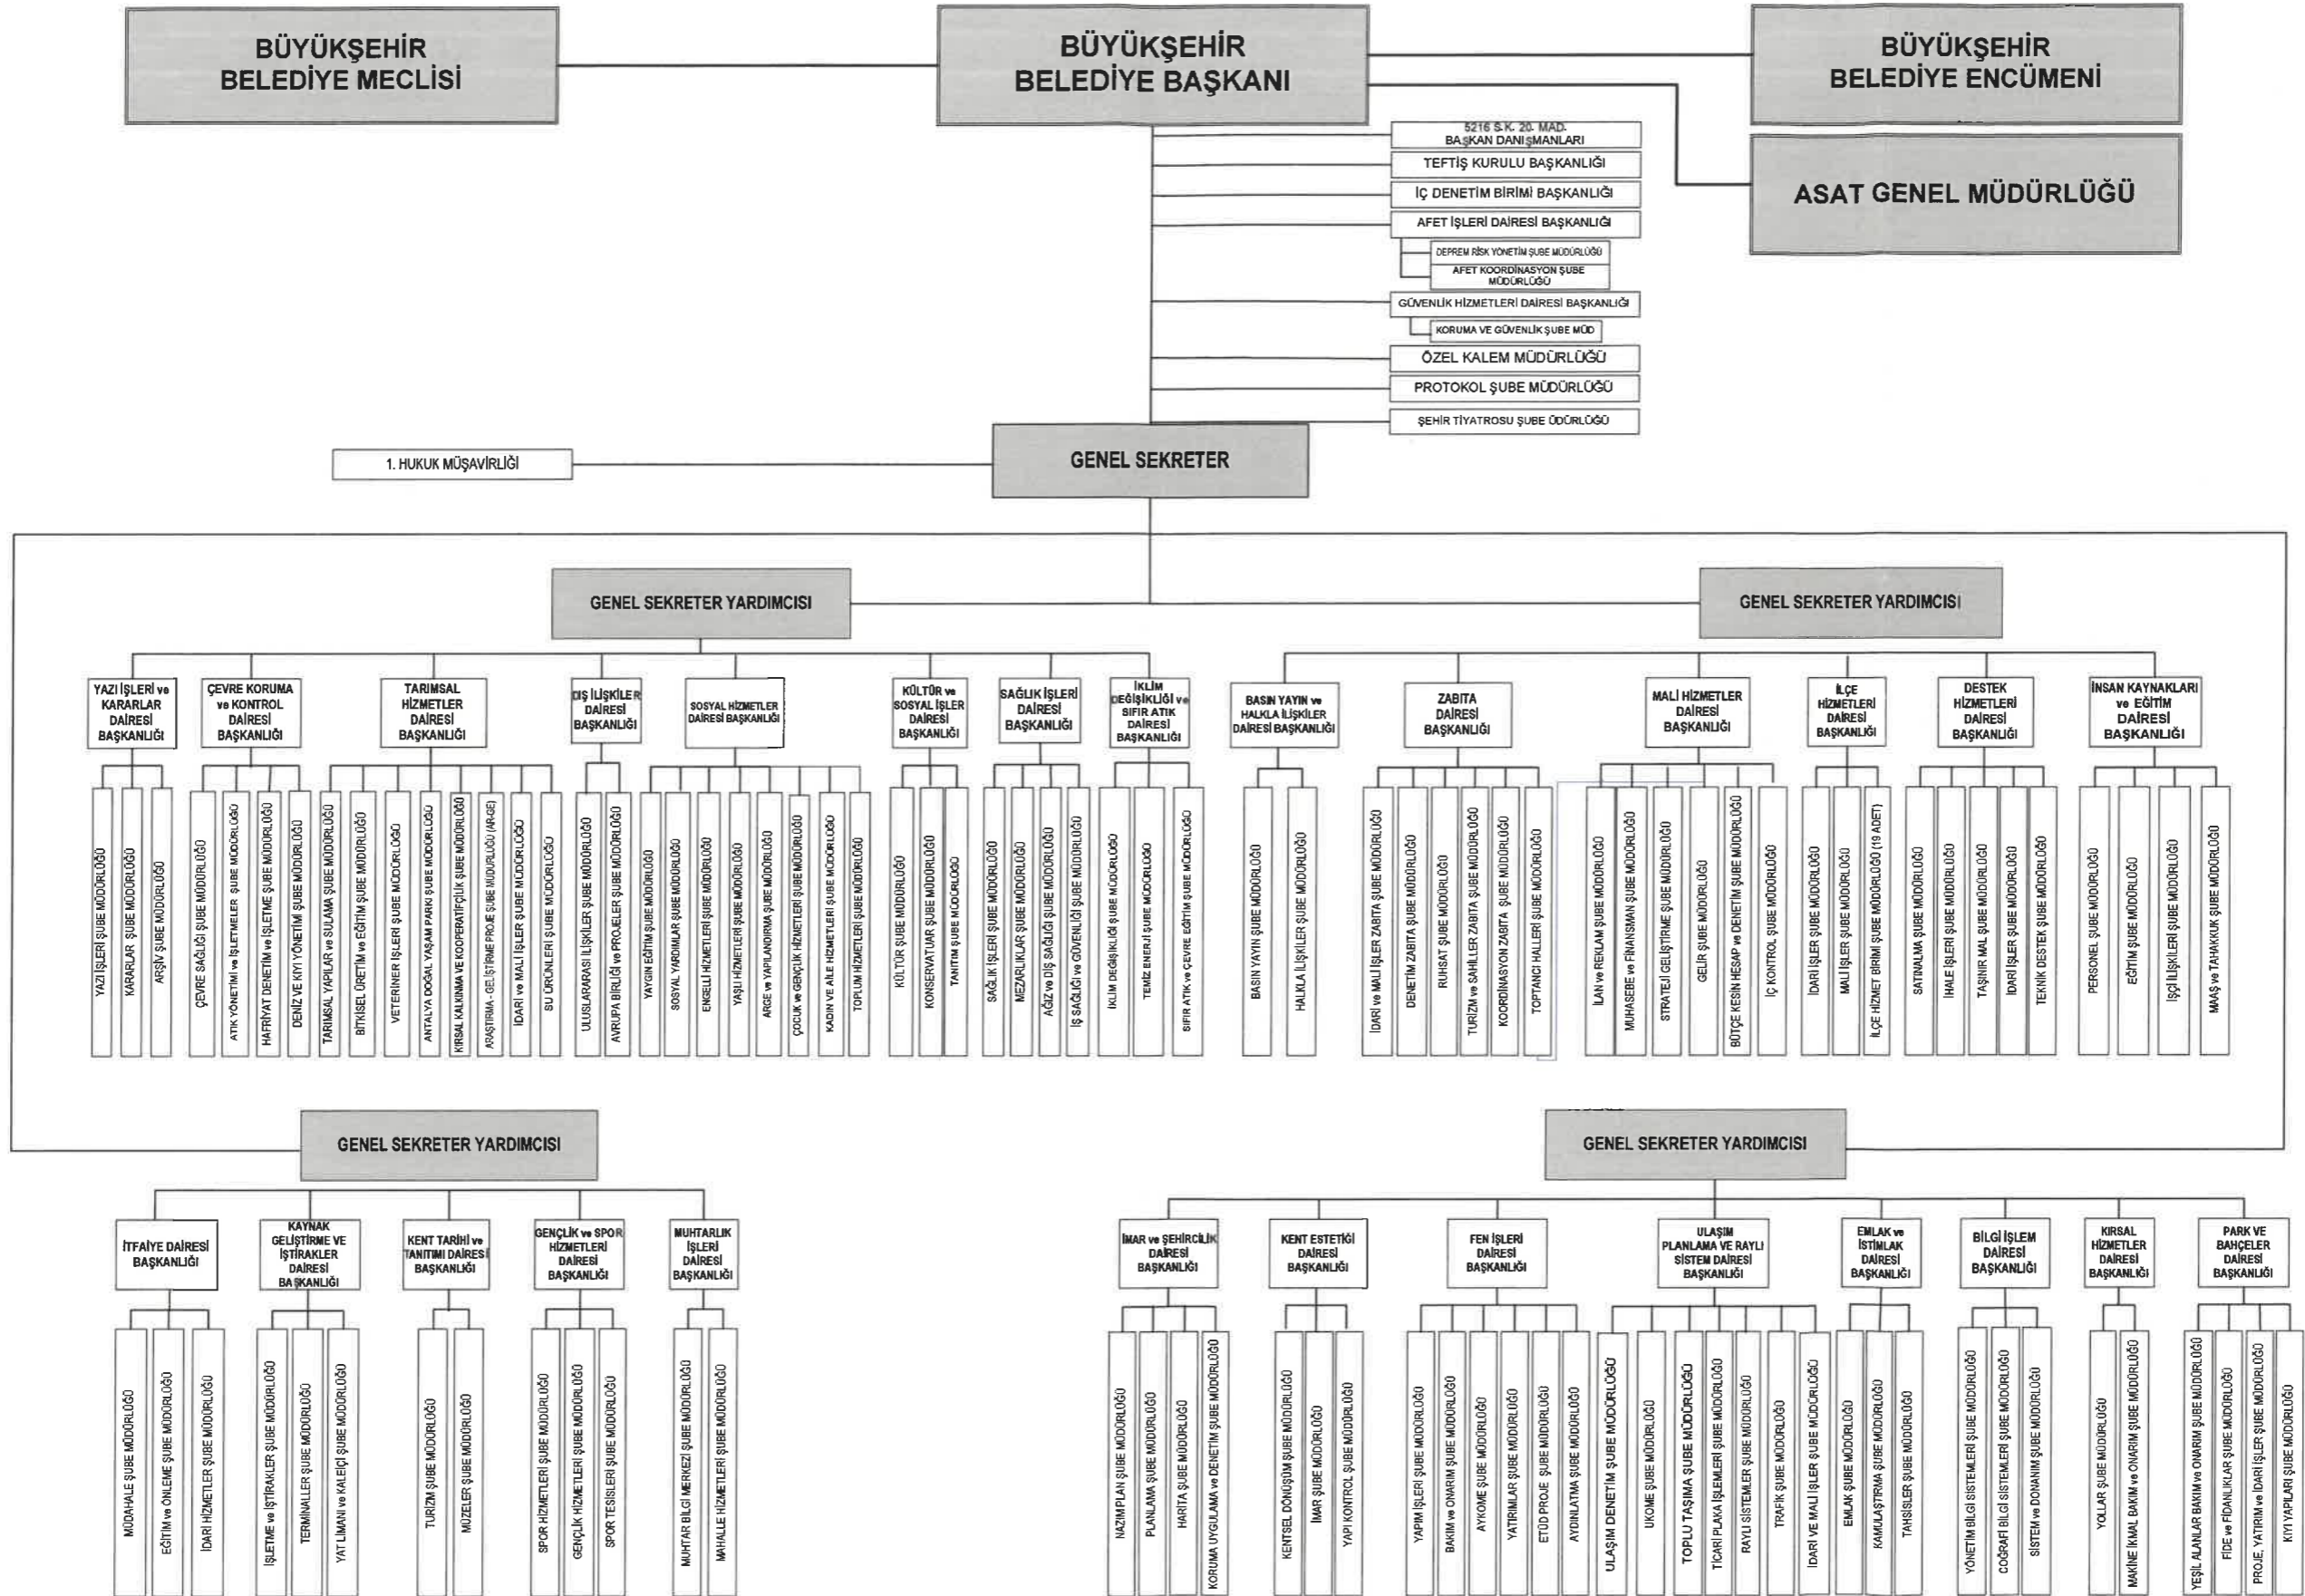 BÜYÜKŞEHİR
BELEDİYE MECLİSİ
BÜYÜKŞEHİR
BELEDİYE BAŞKANI
BÜYÜKŞEHİR
BELEDİYE ENCÜMENİ
ASAT GENEL MÜDÜRLÜĞÜ
5216 S.K. 20. MAD.
BAŞKAN DANIŞMANLARI
TEFTİŞ KURULU BAŞKANLIĞI
İÇ DENETİM BİRİMİ BAŞKANLIĞI
AFET İŞLERİ DAİRESİ BAŞKANLIĞI
DEPREM RİSK YÖNETİM ŞUBE MÜDÜRLÜĞÜ
AFET KOORDİNASYON ŞUBE
MÜDÜRLÜĞÜ
GÜVENLİK HİZMETLERİ DAİRESİ BAŞKANLIĞI
KORUMA VE GÜVENLİK ŞUBE MÜD
ÖZEL KALEM MÜDÜRLÜĞÜ
PROTOKOL ŞUBE MÜDÜRLÜĞÜ
ŞEHİR TİYATROSU ŞUBE ÜDÜRLÜĞÜ
1. HUKUK MÜŞAVİRLİĞİ
GENEL SEKRETER
GENEL SEKRETER YARDIMCISI
GENEL SEKRETER YARDIMCISI
YAZI İŞLERİ ve
KARARLAR
DAİRESİ
BAŞKANLIĞI
ÇEVRE KORUMA
ve KONTROL
DAİRESİ
BAŞKANLIĞI
TARIMSAL
HİZMETLER
DAİRESİ
BAŞKANLIĞI
DIŞ İLİŞKİLER
DAİRESİ
BAŞKANLIĞI
SOSYAL HİZMETLER
DAİRESİ BAŞKANLIĞI
KÜLTÜR ve
SOSYAL İŞLER
DAİRESİ
BAŞKANLIĞI
SAĞLIK İŞLERİ
DAİRESİ
BAŞKANLIĞI
İKLİM
DEĞİŞİKLİĞİ ve
SIFIR ATIK
DAİRESİ
BAŞKANLIĞI
BASIN YAYIN ve
HALKLA İLİŞKİLER
DAİRESİ BAŞKANLIĞI
ZABITA
DAİRESİ
BAŞKANLIĞI
MALİ HİZMETLER
DAİRESİ
BAŞKANLIĞI
İLÇE
HİZMETLERİ
DAİRESİ
BAŞKANLIĞI
DESTEK
HİZMETLERİ
DAİRESİ
BAŞKANLIĞI
İNSAN KAYNAKLARI
ve EĞİTİM
DAİRESİ
BAŞKANLIĞI
YAZI İŞLERİ ŞUBE MÜDÜRLÜĞÜ
KARARLAR ŞUBE MÜDÜRLÜĞÜ
ARŞİV ŞUBE MÜDÜRLÜĞÜ
ÇEVRE SAĞLIĞI ŞUBE MÜDÜRLÜĞÜ
ATIK YÖNETİMİ ve İŞLETMELER ŞUBE MÜDÜRLÜĞÜ
HAFRİYAT DENETİM ve İŞLETME ŞUBE MÜDÜRLÜĞÜ
DENİZ VE KIYI YÖNETİMİ ŞUBE MÜDÜRLÜĞÜ
TARIMSAL YAPILAR ve SULAMA ŞUBE MÜDÜRLÜĞÜ
BİTKİSEL ÜRETİM ve EĞİTİM ŞUBE MÜDÜRLÜĞÜ
VETERİNER İŞLERİ ŞUBE MÜDÜRLÜĞÜ
ANTALYA DOĞAL YAŞAM PARKI ŞUBE MÜDÜRLÜĞÜ
KIRSAL KALKINMA VE KOOPERATİFÇİLİK ŞUBE MÜDÜRLÜĞÜ
ARAŞTIRMA - GELİŞTİRME PROJE ŞUBE MÜDÜRLÜĞÜ (AR-GE)
İDARİ ve MALİ İŞLER ŞUBE MÜDÜRLÜĞÜ
SU ÜRÜNLERİ ŞUBE MÜDÜRLÜĞÜ
ULUSLARARASI İLİŞKİLER ŞUBE MÜDÜRLÜĞÜ
AVRUPA BİRLİĞİ ve PROJELER ŞUBE MÜDÜRLÜĞÜ
YAYGIN EĞİTİM ŞUBE MÜDÜRLÜĞÜ
SOSYAL YARDIMLAR ŞUBE MÜDÜRLÜĞÜ
ENGELLİ HİZMETLERİ ŞUBE MÜDÜRLÜĞÜ
YAŞLI HİZMETLERİ ŞUBE MÜDÜRLÜĞÜ
ARGE ve YAPILANDIRMA ŞUBE MÜDÜRLÜĞÜ
ÇOCUK ve GENÇLİK HİZMETLERİ ŞUBE MÜDÜRLÜĞÜ
KADIN VE AİLE HİZMETLERİ ŞUBE MÜDÜRLÜĞÜ
TOPLUM HİZMETLERİ ŞUBE MÜDÜRLÜĞÜ
KÜLTÜR ŞUBE MÜDÜRLÜĞÜ
KONSERVATUAR ŞUBE MÜDÜRLÜĞÜ
TANITIM ŞUBE MÜDÜRLÜĞÜ
SAĞLIK İŞLERİ ŞUBE MÜDÜRLÜĞÜ
MEZARLIKLAR ŞUBE MÜDÜRLÜĞÜ
AĞIZ ve DİŞ SAĞLIĞI ŞUBE MÜDÜRLÜĞÜ
İŞ SAĞLIĞI ve GÜVENLİĞİ ŞUBE MÜDÜRLÜĞÜ
İKLİM DEĞİŞİKLİĞİ ŞUBE MÜDÜRLÜĞÜ
TEMİZ ENERJİ ŞUBE MÜDÜRLÜĞÜ
SIFIR ATIK ve ÇEVRE EĞİTİM ŞUBE MÜDÜRLÜĞÜ
BASIN YAYIN ŞUBE MÜDÜRLÜĞÜ
HALKLA İLİŞKİLER ŞUBE MÜDÜRLÜĞÜ
İDARİ ve MALİ İŞLER ZABITA ŞUBE MÜDÜRLÜĞÜ
DENETİM ZABITA ŞUBE MÜDÜRLÜĞÜ
RUHSAT ŞUBE MÜDÜRLÜĞÜ
TURİZM ve SAHİLLER ZABITA ŞUBE MÜDÜRLÜĞÜ
KOORDİNASYON ZABITA ŞUBE MÜDÜRLÜĞÜ
TOPTANCI HALLERİ ŞUBE MÜDÜRLÜĞÜ
İLAN ve REKLAM ŞUBE MÜDÜRLÜĞÜ
MUHASEBE ve FİNANSMAN ŞUBE MÜDÜRLÜĞÜ
STRATEJİ GELİŞTİRME ŞUBE MÜDÜRLÜĞÜ
GELİR ŞUBE MÜDÜRLÜĞÜ
BÜTÇE KESİN HESAP ve DENETİM ŞUBE MÜDÜRLÜĞÜ
İÇ KONTROL ŞUBE MÜDÜRLÜĞÜ
İDARİ İŞLER ŞUBE MÜDÜRLÜĞÜ
MALİ İŞLER ŞUBE MÜDÜRLÜĞÜ
İLÇE HİZMET BİRİMİ ŞUBE MÜDÜRLÜĞÜ (19 ADET)
SATINALMA ŞUBE MÜDÜRLÜĞÜ
İHALE İŞLERİ ŞUBE MÜDÜRLÜĞÜ
TAŞINIR MAL ŞUBE MÜDÜRLÜĞÜ
İDARİ İŞLER ŞUBE MÜDÜRLÜĞÜ
TEKNİK DESTEK ŞUBE MÜDÜRLÜĞÜ
PERSONEL ŞUBE MÜDÜRLÜĞÜ
EĞİTİM ŞUBE MÜDÜRLÜĞÜ
İŞÇİ İLİŞKİLERİ ŞUBE MÜDÜRLÜĞÜ
MAAŞ ve TAHAKKUK ŞUBE MÜDÜRLÜĞÜ
GENEL SEKRETER YARDIMCISI
GENEL SEKRETER YARDIMCISI
İTFAİYE DAİRESİ
BAŞKANLIĞI
KAYNAK
GELİŞTİRME VE
İŞTİRAKLER
DAİRESİ
BAŞKANLIĞI
KENT TARİHİ ve
TANITIMI DAİRESİ
BAŞKANLIĞI
GENÇLİK ve SPOR
HİZMETLERİ
DAİRESİ
BAŞKANLIĞI
MUHTARLIK
İŞLERİ
DAİRESİ
BAŞKANLIĞI
İMAR ve ŞEHİRCİLİK
DAİRESİ
BAŞKANLIĞI
KENT ESTETİĞİ
DAİRESİ
BAŞKANLIĞI
FEN İŞLERİ
DAİRESİ
BAŞKANLIĞI
ULAŞIM
PLANLAMA VE RAYLI
SİSTEM DAİRESİ
BAŞKANLIĞI
EMLAK ve
İSTİMLAK
DAİRESİ
BAŞKANLIĞI
BİLGİ İŞLEM
DAİRESİ
BAŞKANLIĞI
KIRSAL
HİZMETLER
DAİRESİ
BAŞKANLIĞI
PARK VE
BAHÇELER
DAİRESİ
BAŞKANLIĞI
MÜDAHALE ŞUBE MÜDÜRLÜĞÜ
EĞİTİM ve ÖNLEME ŞUBE MÜDÜRLÜĞÜ
İDARİ HİZMETLER ŞUBE MÜDÜRLÜĞÜ
İŞLETME ve İŞTİRAKLER ŞUBE MÜDÜRLÜĞÜ
TERMİNALLER ŞUBE MÜDÜRLÜĞÜ
YAT LİMANI ve KALEİÇİ ŞUBE MÜDÜRLÜĞÜ
TURİZM ŞUBE MÜDÜRLÜĞÜ
MÜZELER ŞUBE MÜDÜRLÜĞÜ
SPOR HİZMETLERİ ŞUBE MÜDÜRLÜĞÜ
GENÇLİK HİZMETLERİ ŞUBE MÜDÜRLÜĞÜ
SPOR TESİSLERİ ŞUBE MÜDÜRLÜĞÜ
MUHTAR BİLGİ MERKEZİ ŞUBE MÜDÜRLÜĞÜ
MAHALLE HİZMETLERİ ŞUBE MÜDÜRLÜĞÜ
NAZIM PLAN ŞUBE MÜDÜRLÜĞÜ
PLANLAMA ŞUBE MÜDÜRLÜĞÜ
HARİTA ŞUBE MÜDÜRLÜĞÜ
KORUMA UYGULAMA ve DENETİM ŞUBE MÜDÜRLÜĞÜ
KENTSEL DÖNÜŞÜM ŞUBE MÜDÜRLÜĞÜ
İMAR ŞUBE MÜDÜRLÜĞÜ
YAPI KONTROL ŞUBE MÜDÜRLÜĞÜ
YAPIM İŞLERİ ŞUBE MÜDÜRLÜĞÜ
BAKIM ve ONARIM ŞUBE MÜDÜRLÜĞÜ
AYKOME ŞUBE MÜDÜRLÜĞÜ
YATIRIMLAR ŞUBE MÜDÜRLÜĞÜ
ETÜD PROJE ŞUBE MÜDÜRLÜĞÜ
AYDINLATMA ŞUBE MÜDÜRLÜĞÜ
ULAŞIM DENETİM ŞUBE MÜDÜRLÜĞÜ
UKOME ŞUBE MÜDÜRLÜĞÜ
TOPLU TAŞIMA ŞUBE MÜDÜRLÜĞÜ
TİCARİ PLAKA İŞLEMLERİ ŞUBE MÜDÜRLÜĞÜ
RAYLI SİSTEMLER ŞUBE MÜDÜRLÜĞÜ
TRAFİK ŞUBE MÜDÜRLÜĞÜ
İDARİ VE MALİ İŞLER ŞUBE MÜDÜRLÜĞÜ
EMLAK ŞUBE MÜDÜRLÜĞÜ
KAMULAŞTIRMA ŞUBE MÜDÜRLÜĞÜ
TAHSİSLER ŞUBE MÜDÜRLÜĞÜ
YÖNETİM BİLGİ SİSTEMLERİ ŞUBE MÜDÜRLÜĞÜ
COĞRAFİ BİLGİ SİSTEMLERİ ŞUBE MÜDÜRLÜĞÜ
SİSTEM ve DONANIM ŞUBE MÜDÜRLÜĞÜ
YOLLAR ŞUBE MÜDÜRLÜĞÜ
MAKİNE İKMAL BAKIM ve ONARIM ŞUBE MÜDÜRLÜĞÜ
YEŞİL ALANLAR BAKIM ve ONARIM ŞUBE MÜDÜRLÜĞÜ
FİDE ve FİDANLIKLAR ŞUBE MÜDÜRLÜĞÜ
PROJE, YATIRIM ve İDARİ İŞLER ŞUBE MÜDÜRLÜĞÜ
KIYI YAPILARI ŞUBE MÜDÜRLÜĞÜ